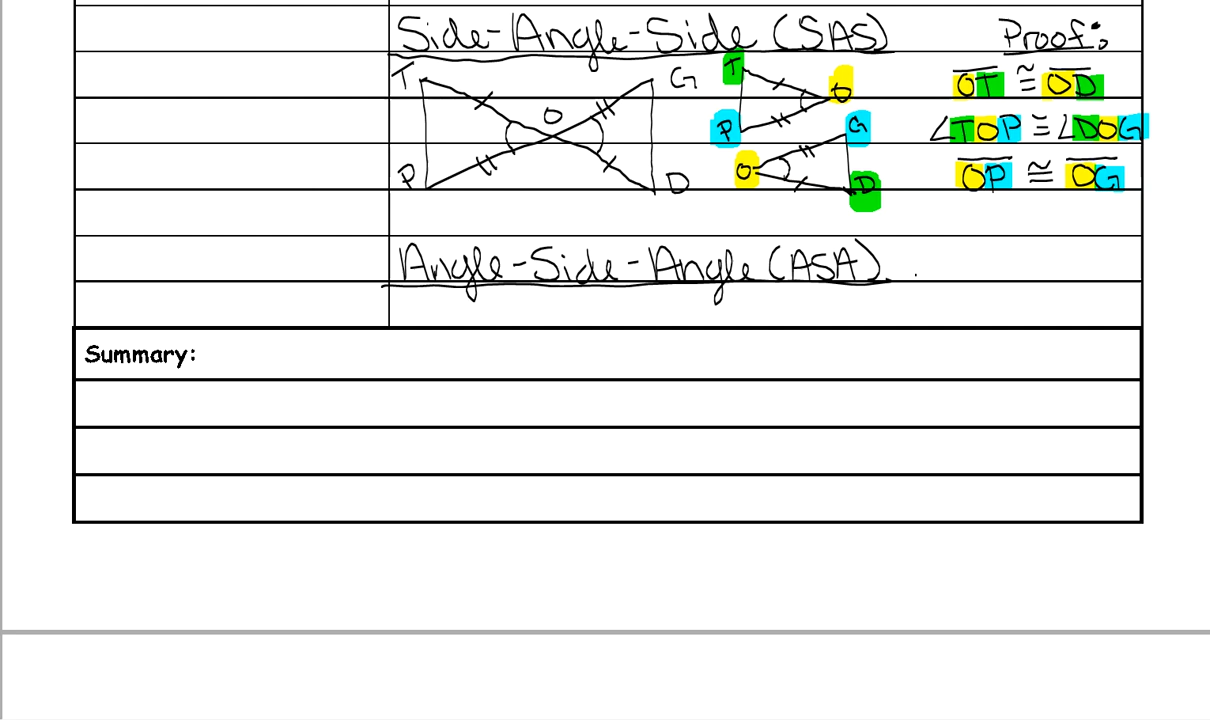 Side-Angle-Side (SAS) Proof:
T G T O OT ≅ OD
O P G ∠TOP ≅ ∠DOG
P D O D OP ≅ OG
Angle-Side-Angle (ASA)
Summary: